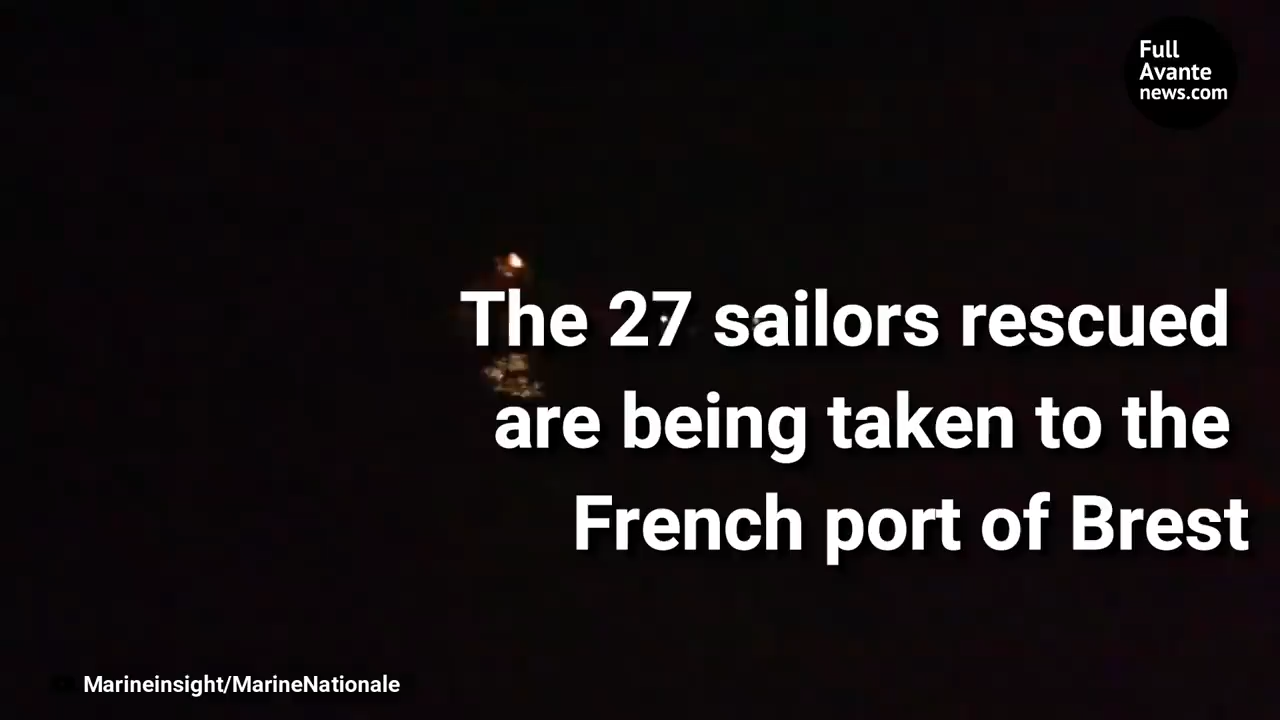 Full
Avante
news.com
The 27 sailors rescued
are being taken to the
French port of Brest
Marineinsight/MarineNationale